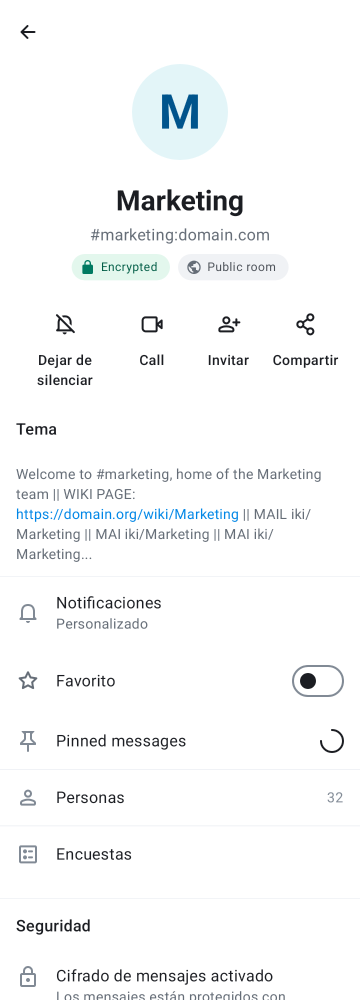 M
Marketing
#marketing:domain.com
Encrypted
Public room
Dejar de
silenciar
Call
Invitar
Compartir
Tema
Welcome to #marketing, home of the Marketing
team || WIKI PAGE:
https://domain.org/wiki/Marketing || MAIL iki/
Marketing || MAI iki/Marketing || MAI iki/
Marketing...
Notificaciones
Personalizado
Favorito
Pinned messages
Personas 32
Encuestas
Seguridad
Cifrado de mensajes activado
Los mensajes están protegidos con